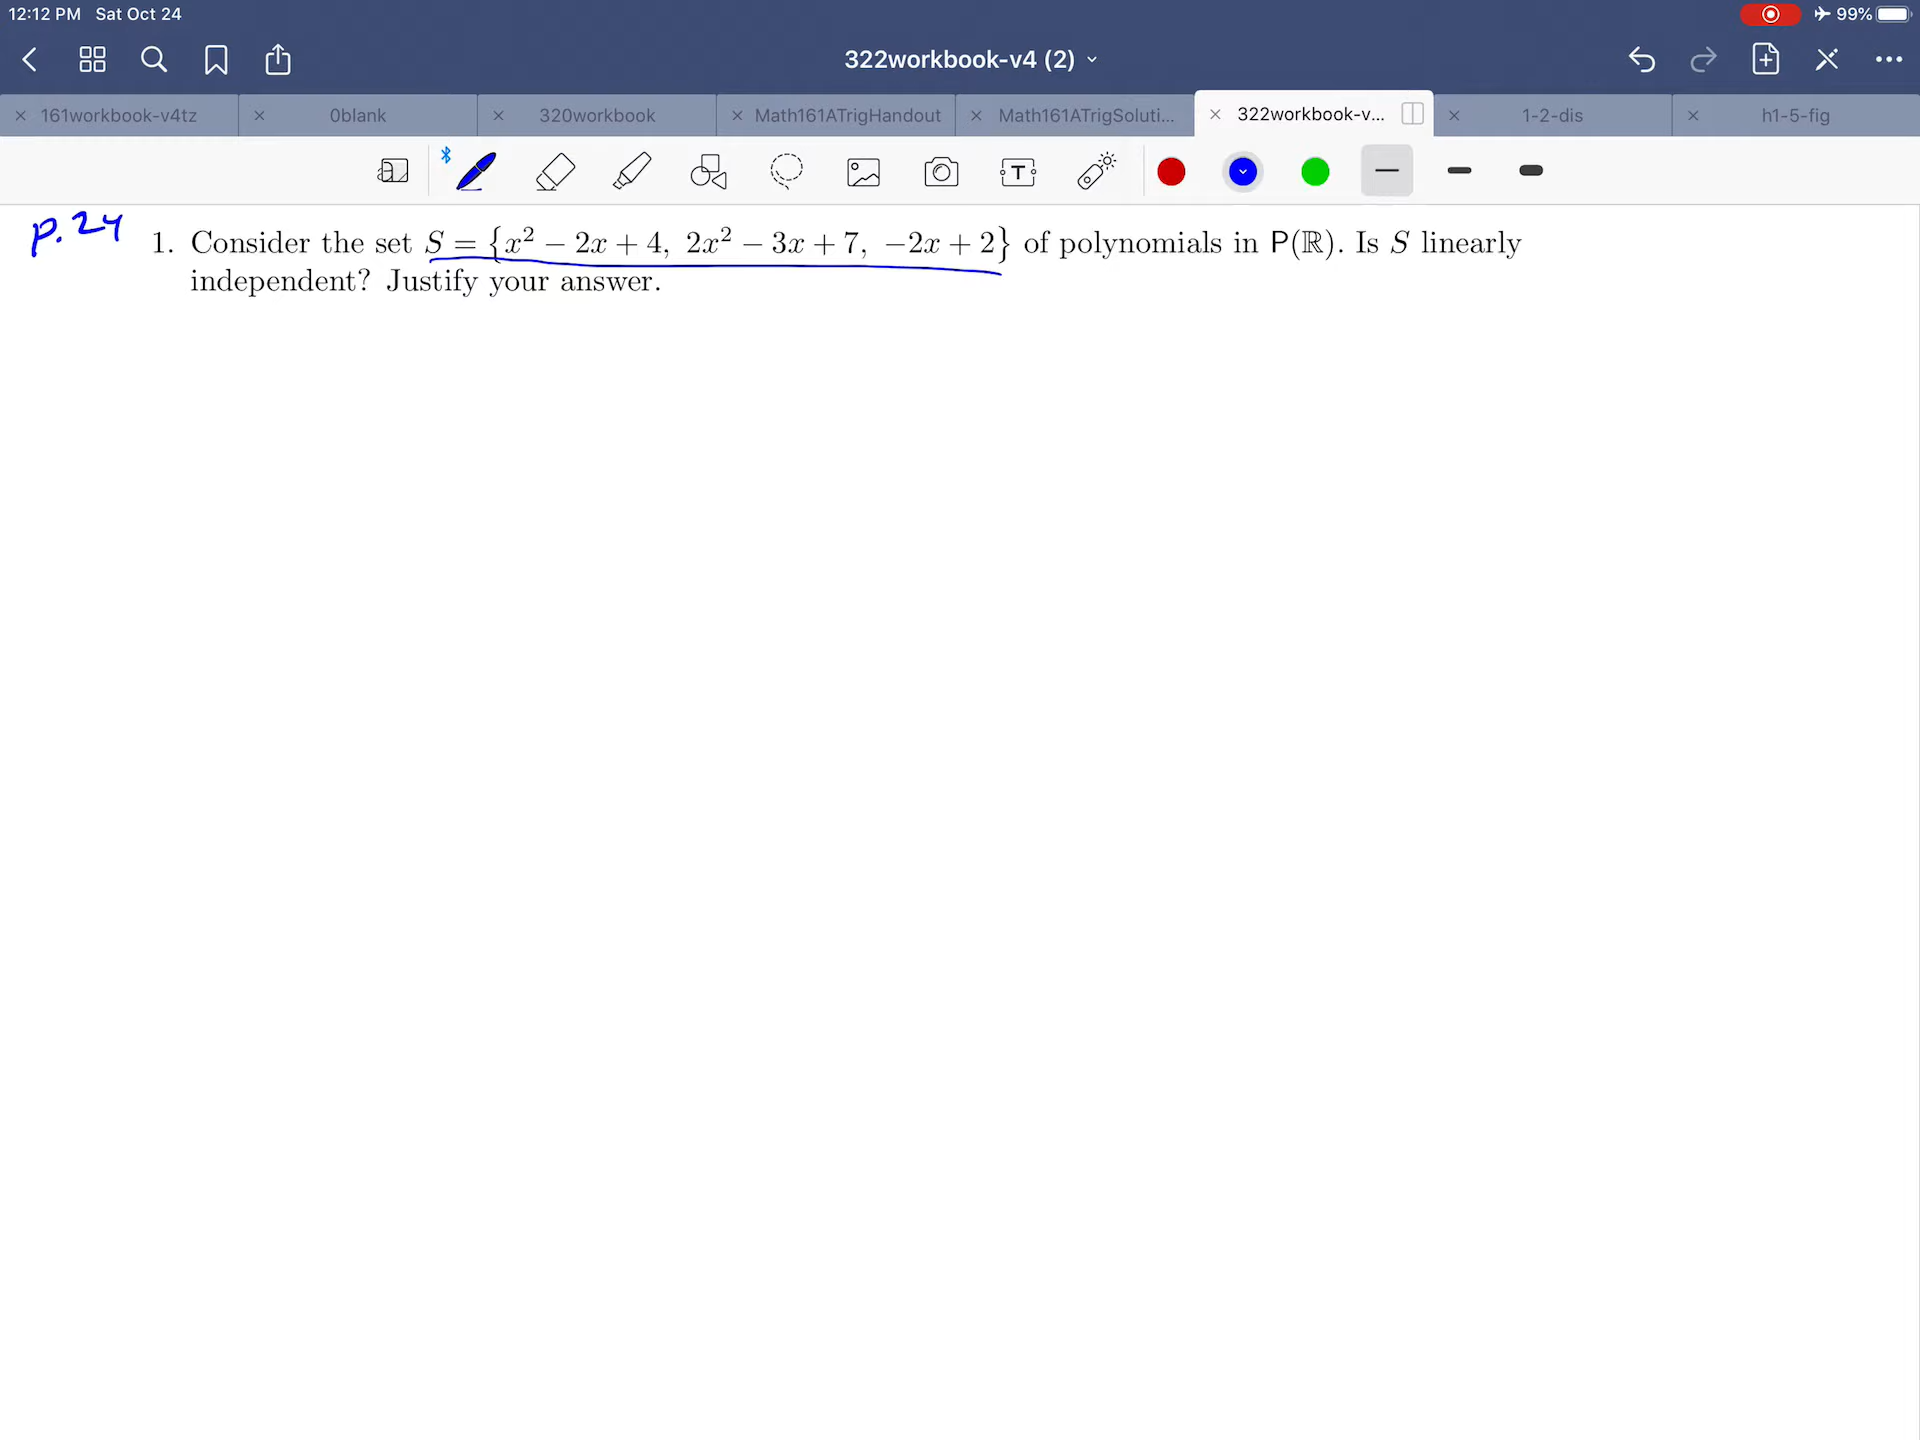 12:12 PM Sat Oct 24
99%
322workbook-v4 (2)
161workbook-v4tz
0blank
320workbook
Math161ATrigHandout
Math161ATrigSoluti...
322workbook-v...
1-2-dis
h1-5-fig
p. 24
1. Consider the set S = {x² − 2x + 4, 2x² − 3x + 7, −2x + 2} of polynomials in P(ℝ). Is S linearly
independent? Justify your answer.